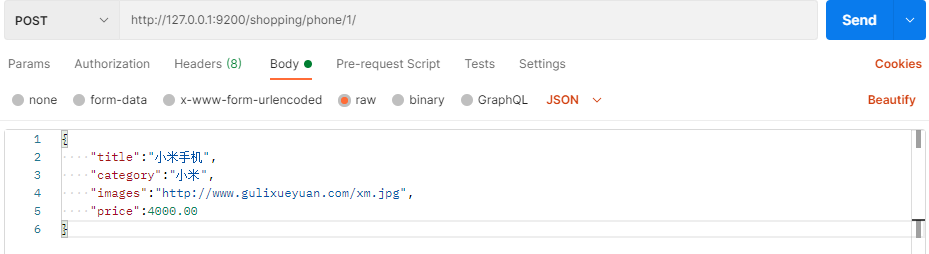 POST http://127.0.0.1:9200/shopping/phone/1/ Send
Params Authorization Headers (8) Body Pre-request Script Tests Settings Cookies
none form-data x-www-form-urlencoded raw binary GraphQL JSON Beautify
1 {
2 ····"title":"小米手机",
3 ····"category":"小米",
4 ····"images":"http://www.gulixueyuan.com/xm.jpg",
5 ····"price":4000.00
6 }